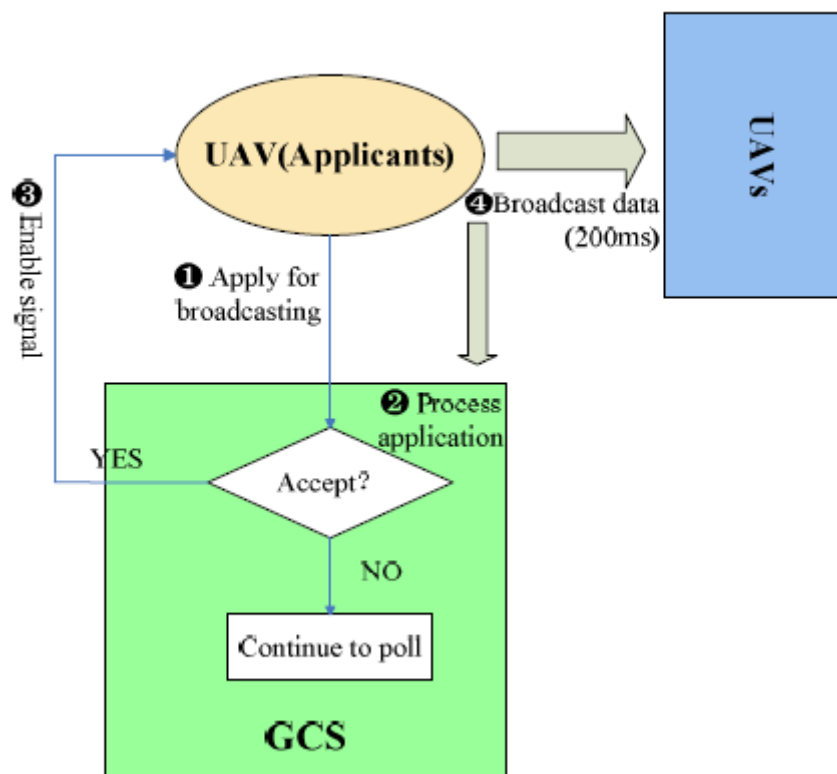 UAV(Applicants)
UAVs
❸ Enable signal
❹Broadcast data
(200ms)
❶ Apply for
broadcasting
❷ Process
application
YES
Accept?
NO
Continue to poll
GCS